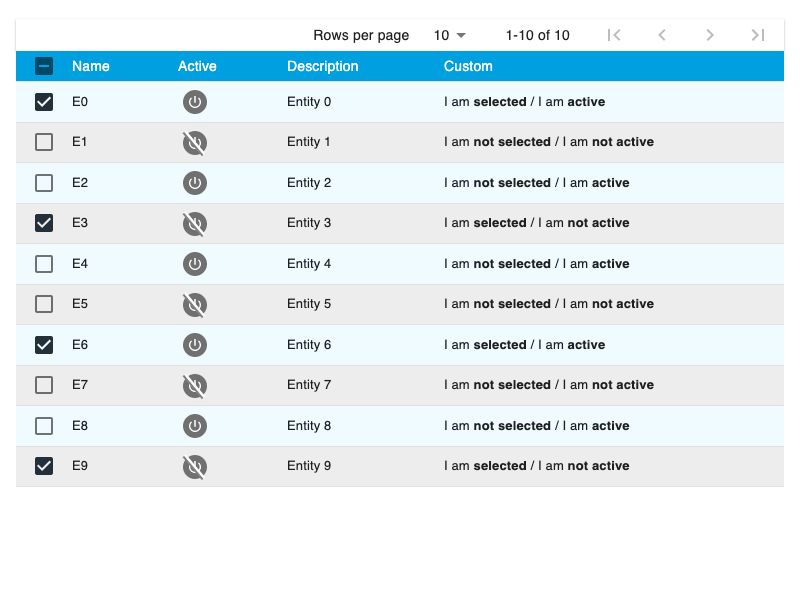 Rows per page 10 1-10 of 10
Name Active Description Custom
E0 Entity 0 I am selected / I am active
E1 Entity 1 I am not selected / I am not active
E2 Entity 2 I am not selected / I am active
E3 Entity 3 I am selected / I am not active
E4 Entity 4 I am not selected / I am active
E5 Entity 5 I am not selected / I am not active
E6 Entity 6 I am selected / I am active
E7 Entity 7 I am not selected / I am not active
E8 Entity 8 I am not selected / I am active
E9 Entity 9 I am selected / I am not active